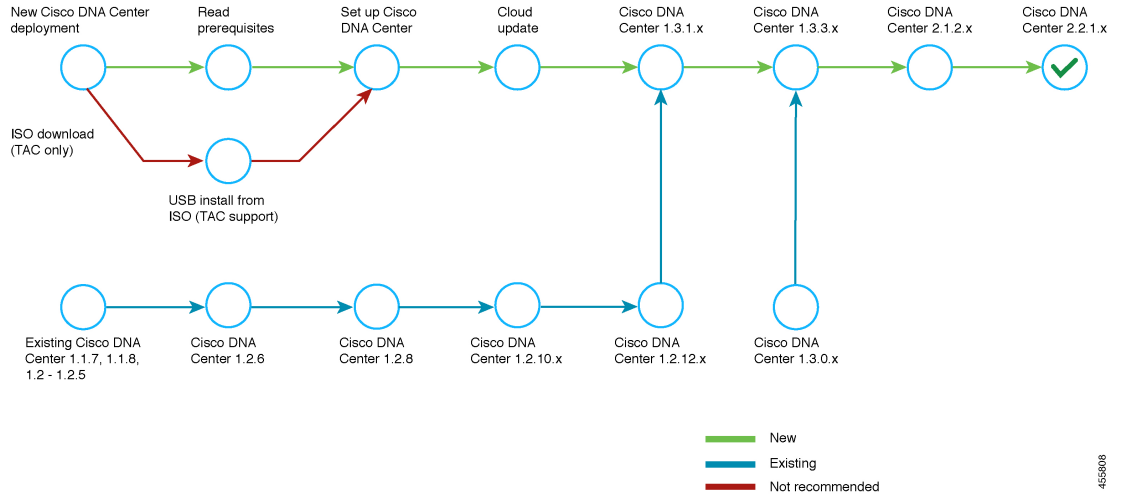 New Cisco DNA Center
deployment
Read
prerequisites
Set up Cisco
DNA Center
Cloud
update
Cisco DNA
Center 1.3.1.x
Cisco DNA
Center 1.3.3.x
Cisco DNA
Center 2.1.2.x
Cisco DNA
Center 2.2.1.x
ISO download
(TAC only)
USB install from
ISO (TAC support)
Existing Cisco DNA
Center 1.1.7, 1.1.8,
1.2 - 1.2.5
Cisco DNA
Center 1.2.6
Cisco DNA
Center 1.2.8
Cisco DNA
Center 1.2.10.x
Cisco DNA
Center 1.2.12.x
Cisco DNA
Center 1.3.0.x
New
Existing
Not recommended
455808